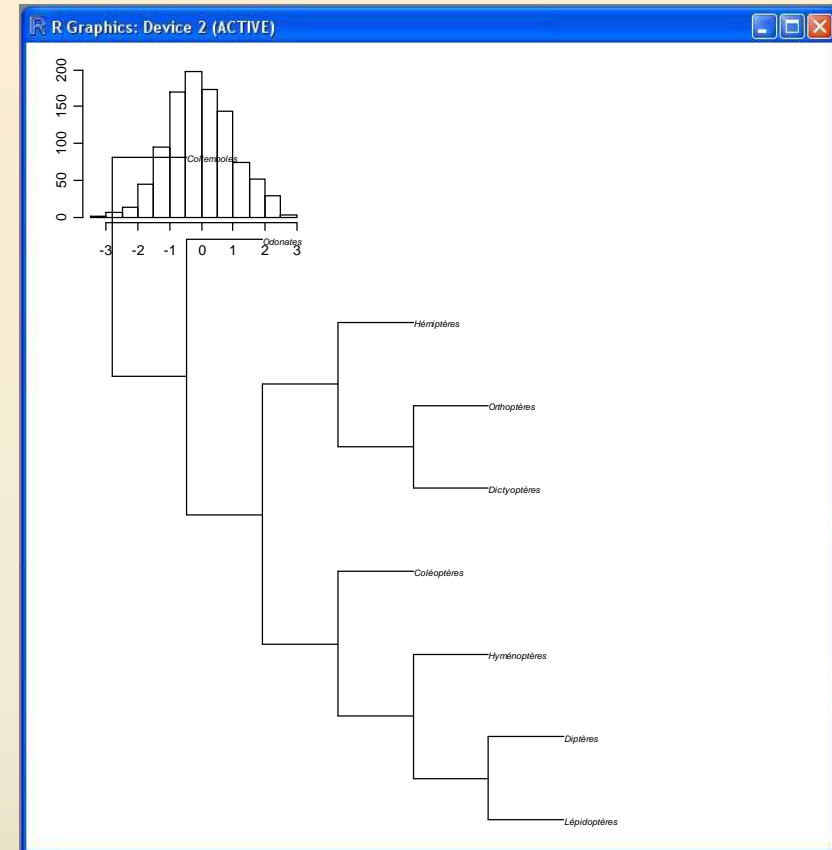 R Graphics: Device 2 (ACTIVE)
200
150
100
50
0
-3 -2 -1 0 1 2 3
Collemboles
Odonates
Hémiptères
Orthoptères
Dictyoptères
Coléoptères
Hyménoptères
Diptères
Lépidoptères